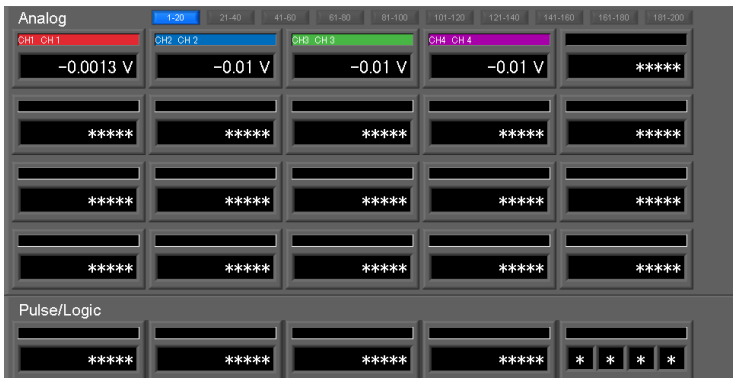 Analog 1-20 21-40 41-60 61-80 81-100 101-120 121-140 141-160 161-180 181-200
CH1 CH 1 CH2 CH 2 CH3 CH 3 CH4 CH 4
-0.0013 V -0.01 V -0.01 V -0.01 V *****
***** ***** ***** ***** *****
***** ***** ***** ***** *****
***** ***** ***** ***** *****
Pulse/Logic
***** ***** ***** ***** * * * *